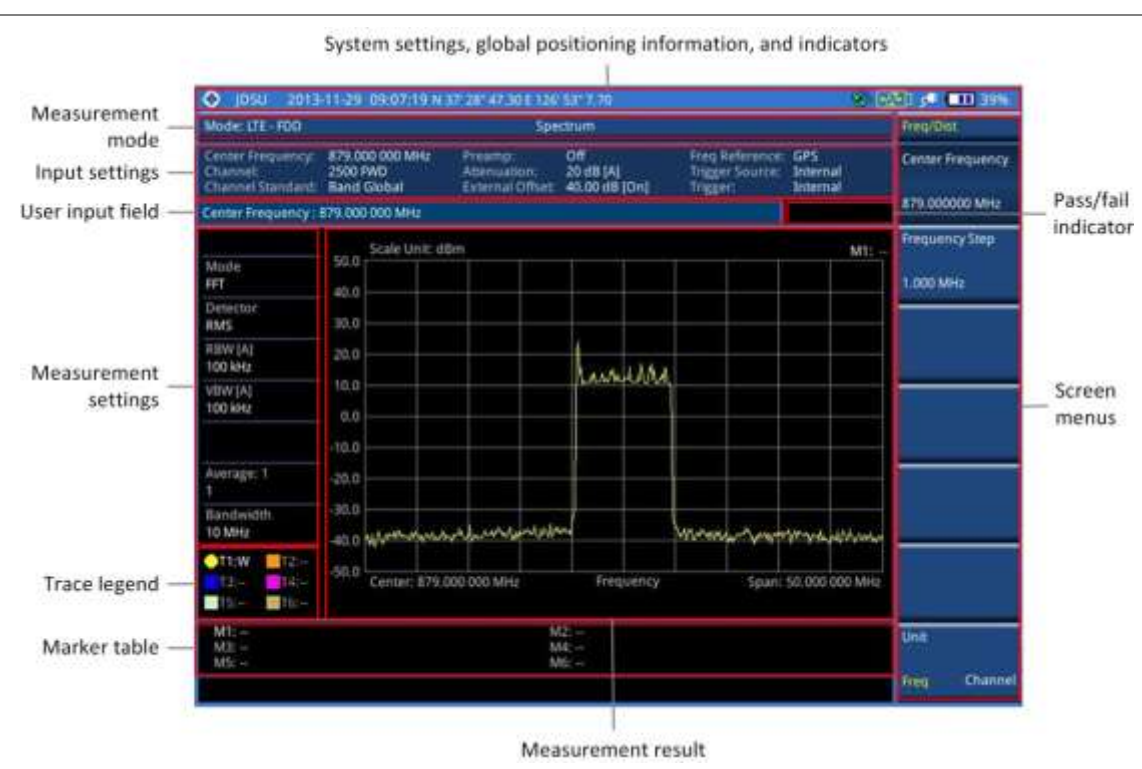 System settings, global positioning information, and indicators
JDSU 2013-11-29 09:07:19 N 37° 28" 47.30 E 126° 53" 7.70
39%
Measurement mode
Mode: LTE - FDD
Spectrum
Freq/Dist
Input settings
Center Frequency: 879.000 000 MHz
Preamp: Off
Freq Reference: GPS
Channel: 2500 FWD
Attenuation: 20 dB [A]
Trigger Source: Internal
Channel Standard: Band Global
External Offset: 40.00 dB [On]
Trigger: Internal
Center Frequency
879.000000 MHz
User input field
Center Frequency : 879.000 000 MHz
Pass/fail indicator
Frequency Step
1.000 MHz
Measurement settings
Mode
FFT
Detector
RMS
RBW [A]
100 kHz
VBW [A]
100 kHz
Average: 1
1
Bandwidth
10 MHz
Scale Unit: dBm
M1: --
50.0
40.0
30.0
20.0
10.0
0.0
-10.0
-20.0
-30.0
-40.0
-50.0
Center: 879.000 000 MHz
Frequency
Span: 50.000 000 MHz
Screen menus
Trace legend
T1:W T2:--
T3:-- T4:--
T5:-- T6:--
Marker table
M1: -- M2: --
M3: -- M4: --
M5: -- M6: --
Unit
Freq Channel
Measurement result